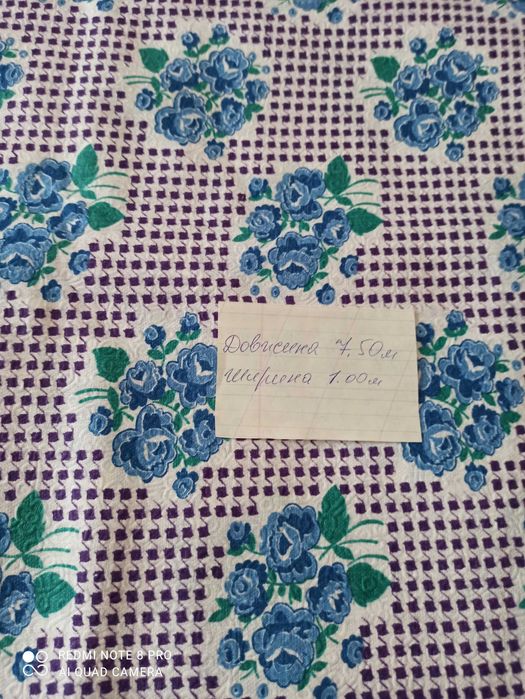 Довжина 7,50м
ширина 1.00м
REDMI NOTE 8 PRO
AI QUAD CAMERA